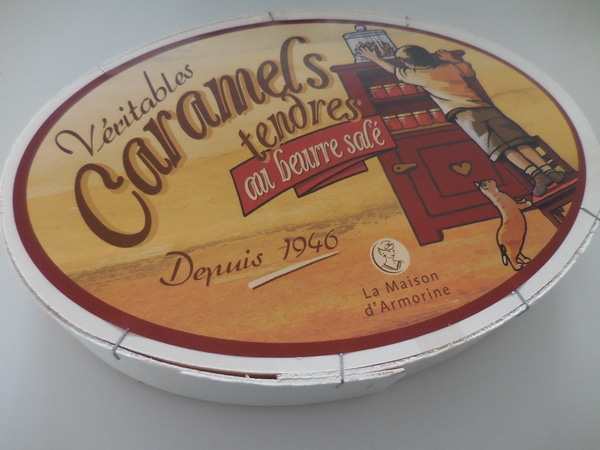 Véritables
Caramels
tendres
au beurre salé
Depuis 1946
La Maison
d'Armorine